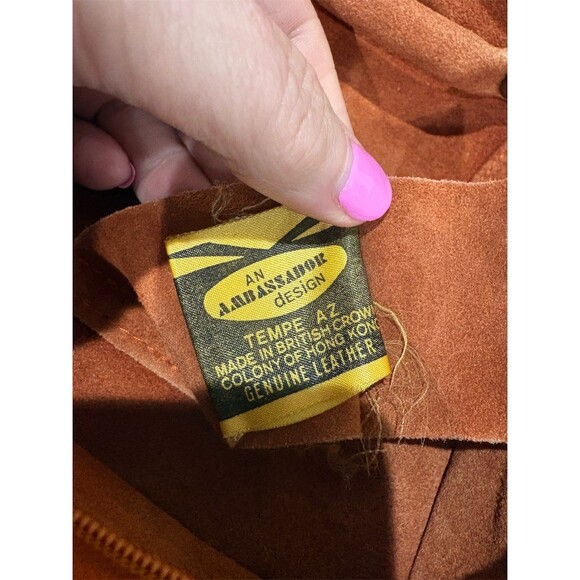 AN
AMBASSADOR
dESiGN
TEMPE AZ
MADE IN BRITISH CROWN
COLONY OF HONG KONG
GENUINE LEATHER